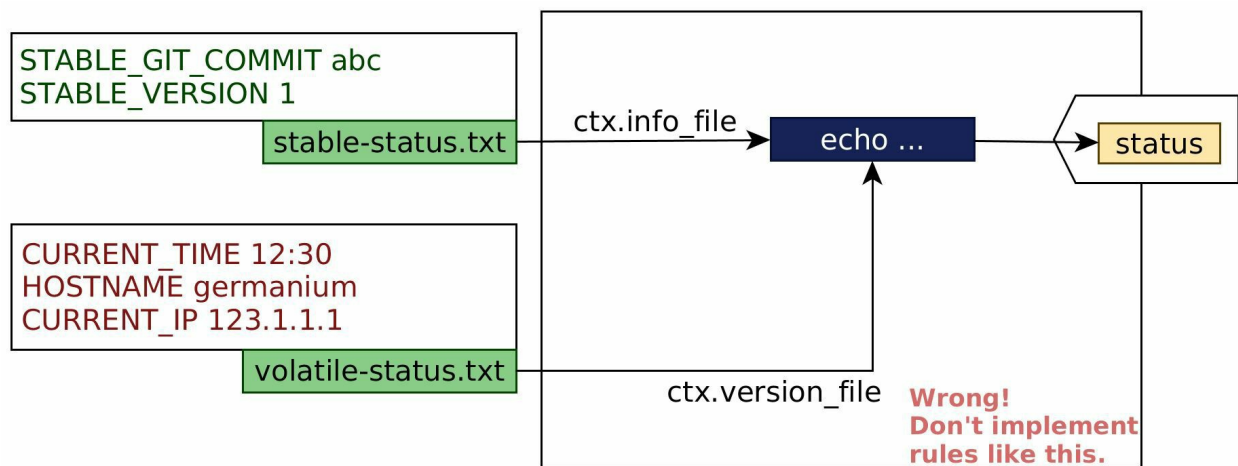 STABLE_GIT_COMMIT abc
STABLE_VERSION 1
stable-status.txt
ctx.info_file
echo ...
status
CURRENT_TIME 12:30
HOSTNAME germanium
CURRENT_IP 123.1.1.1
volatile-status.txt
ctx.version_file
Wrong!
Don't implement
rules like this.